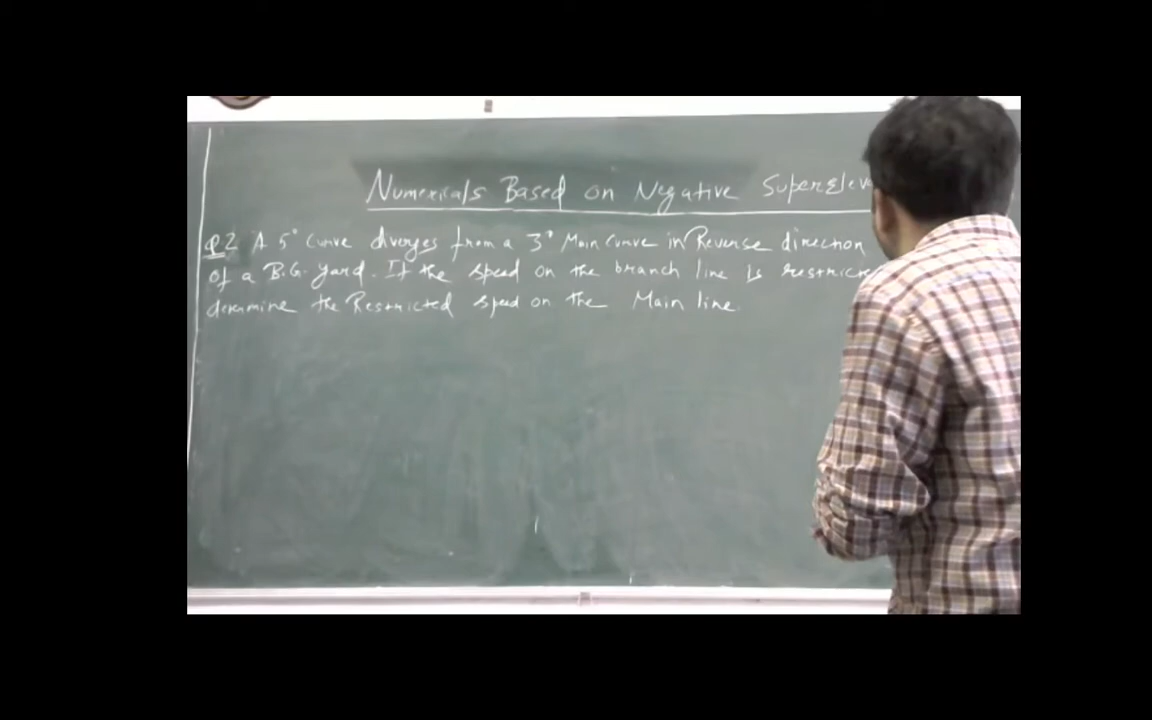 Numericals Based on Negative Superelev
Q2 A 5° Curve diverges from a 3° Main Curve in Reverse direction
of a B.G. yard. If the speed on the branch line is restricte
determine the Restricted speed on the Main line.